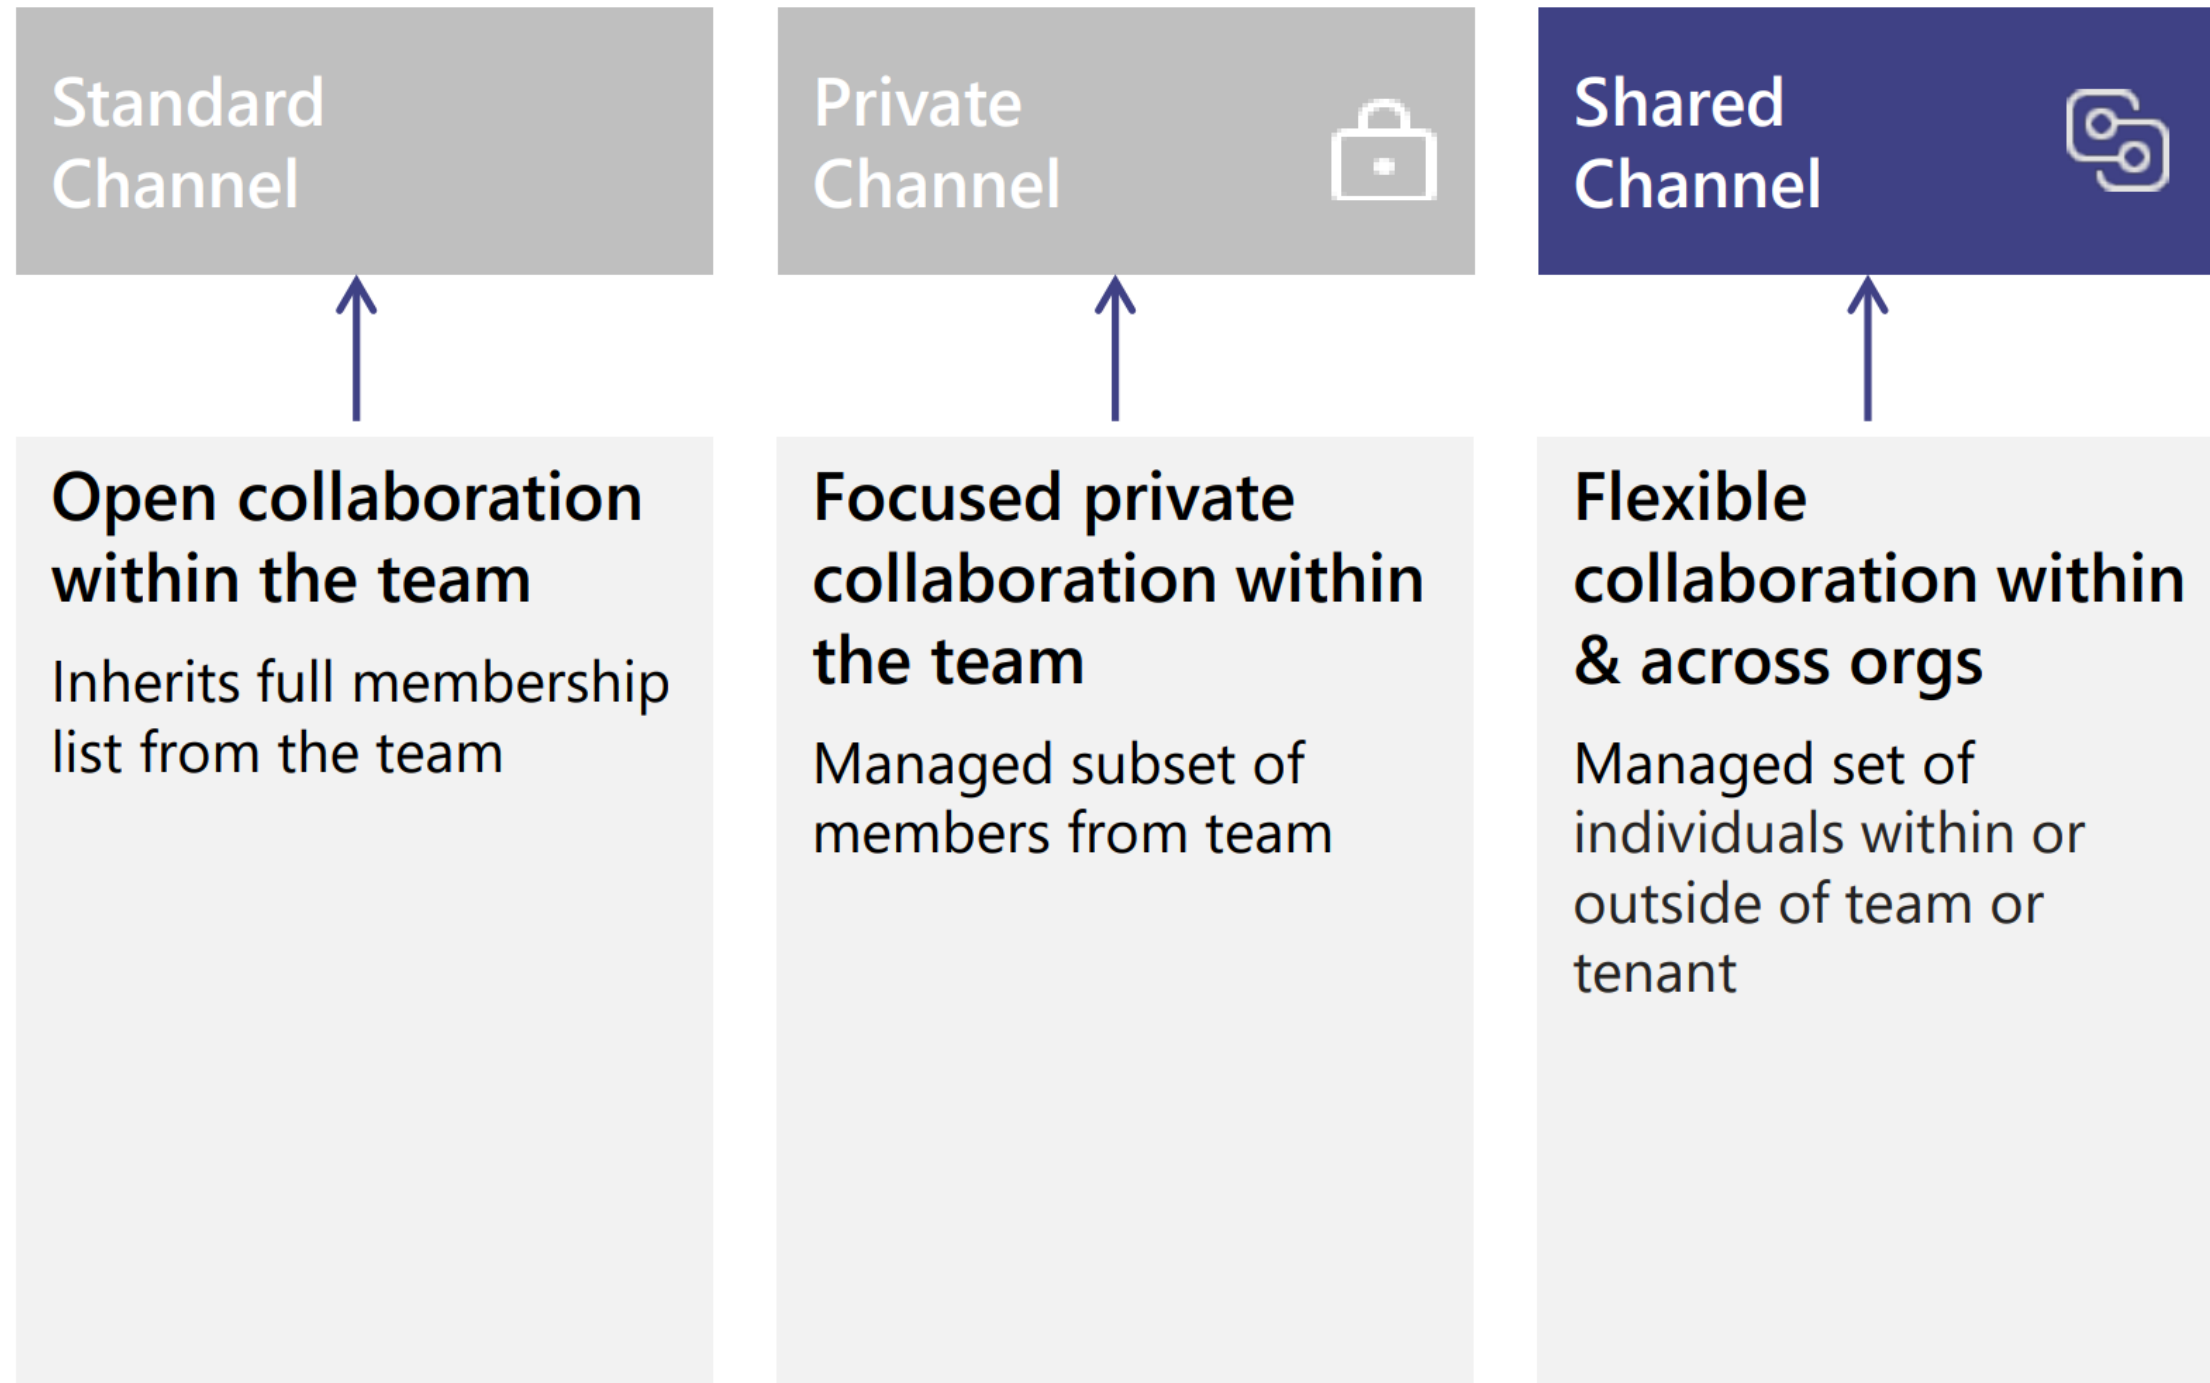 Standard
Channel
Open collaboration
within the team
Inherits full membership
list from the team
Private
Channel
Focused private
collaboration within
the team
Managed subset of
members from team
Shared
Channel
Flexible
collaboration within
& across orgs
Managed set of
individuals within or
outside of team or
tenant